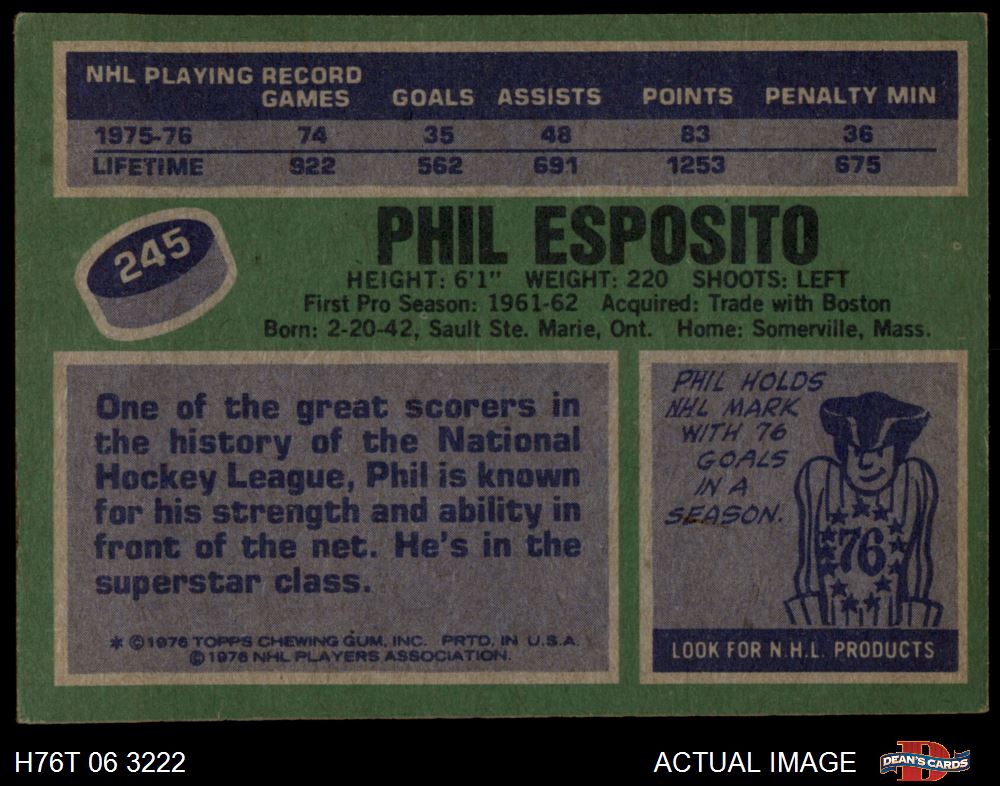 NHL PLAYING RECORD
GAMES GOALS ASSISTS POINTS PENALTY MIN
1975-76 74 35 48 83 36
LIFETIME 922 562 691 1253 675
245
PHIL ESPOSITO
HEIGHT: 6'1" WEIGHT: 220 SHOOTS: LEFT
First Pro Season: 1961-62 Acquired: Trade with Boston
Born: 2-20-42, Sault Ste. Marie, Ont. Home: Somerville, Mass.
One of the great scorers in
the history of the National
Hockey League, Phil is known
for his strength and ability in
front of the net. He's in the
superstar class.
* ©1976 TOPPS CHEWING GUM, INC. PRTD. IN U.S.A.
©1976 NHL PLAYERS ASSOCIATION.
PHIL HOLDS
NHL MARK
WITH 76
GOALS
IN A
SEASON.
76
LOOK FOR N.H.L. PRODUCTS
H76T 06 3222
ACTUAL IMAGE
D
DEAN'S CARDS